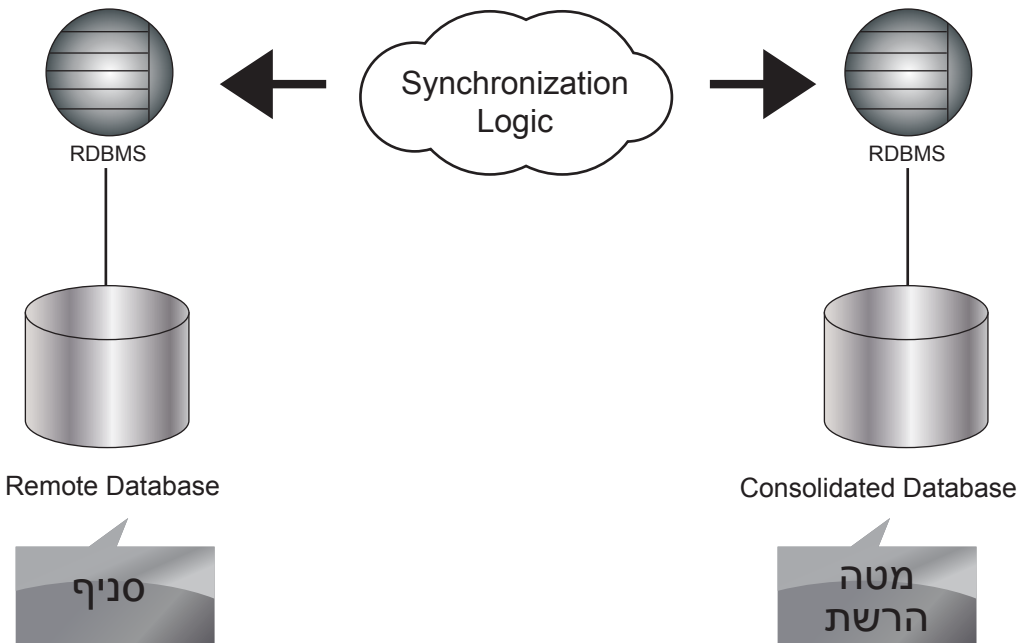 Synchronization
Logic
RDBMS
RDBMS
Remote Database
Consolidated Database
סניף
מטה
הרשת